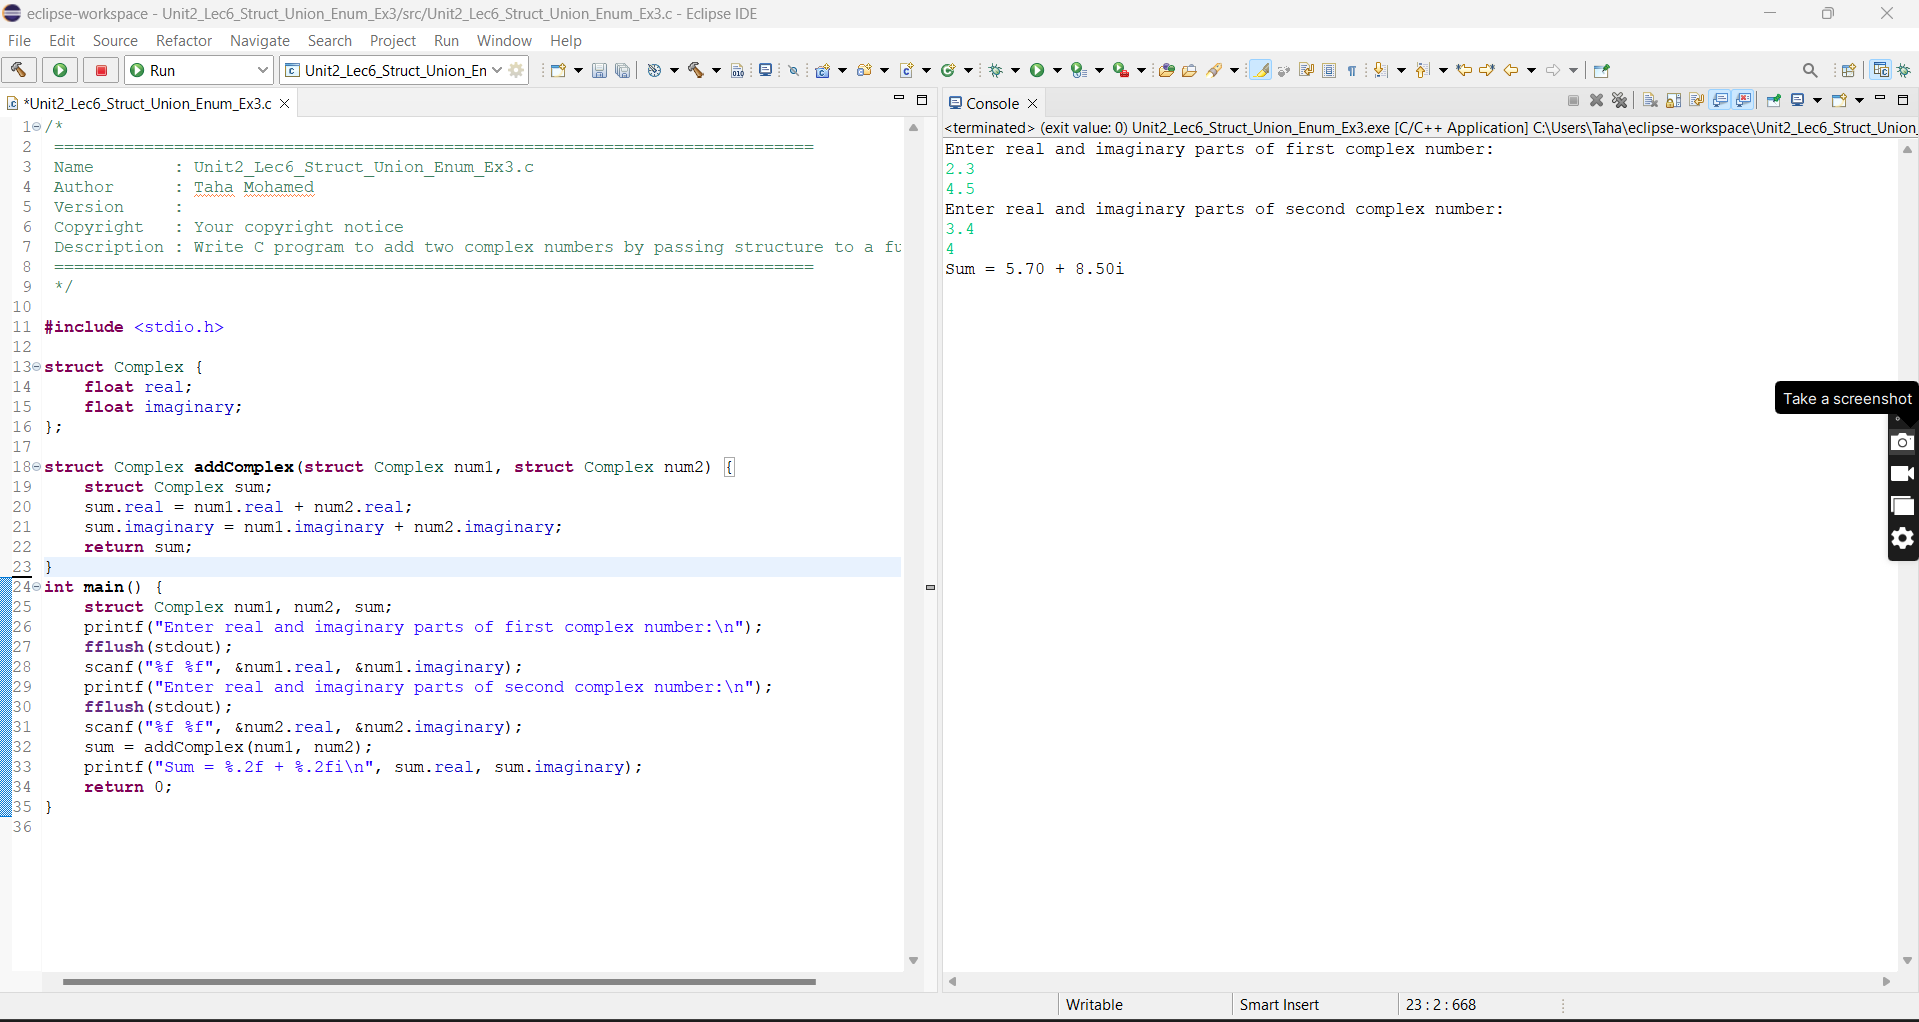 eclipse-workspace - Unit2_Lec6_Struct_Union_Enum_Ex3/src/Unit2_Lec6_Struct_Union_Enum_Ex3.c - Eclipse IDE
File Edit Source Refactor Navigate Search Project Run Window Help
Run
Unit2_Lec6_Struct_Union_En
*Unit2_Lec6_Struct_Union_Enum_Ex3.c
1 /*
2 ============================================================================
3 Name        : Unit2_Lec6_Struct_Union_Enum_Ex3.c
4 Author      : Taha Mohamed
5 Version     :
6 Copyright   : Your copyright notice
7 Description : Write C program to add two complex numbers by passing structure to a fu
8 ============================================================================
9 */
10
11 #include <stdio.h>
12
13 struct Complex {
14     float real;
15     float imaginary;
16 };
17
18 struct Complex addComplex(struct Complex num1, struct Complex num2) {
19     struct Complex sum;
20     sum.real = num1.real + num2.real;
21     sum.imaginary = num1.imaginary + num2.imaginary;
22     return sum;
23 }
24 int main() {
25     struct Complex num1, num2, sum;
26     printf("Enter real and imaginary parts of first complex number:\n");
27     fflush(stdout);
28     scanf("%f %f", &num1.real, &num1.imaginary);
29     printf("Enter real and imaginary parts of second complex number:\n");
30     fflush(stdout);
31     scanf("%f %f", &num2.real, &num2.imaginary);
32     sum = addComplex(num1, num2);
33     printf("Sum = %.2f + %.2fi\n", sum.real, sum.imaginary);
34     return 0;
35 }
36
Console
<terminated> (exit value: 0) Unit2_Lec6_Struct_Union_Enum_Ex3.exe [C/C++ Application] C:\Users\Taha\eclipse-workspace\Unit2_Lec6_Struct_Union_
Enter real and imaginary parts of first complex number:
2.3
4.5
Enter real and imaginary parts of second complex number:
3.4
4
Sum = 5.70 + 8.50i
Take a screenshot
Writable
Smart Insert
23 : 2 : 668